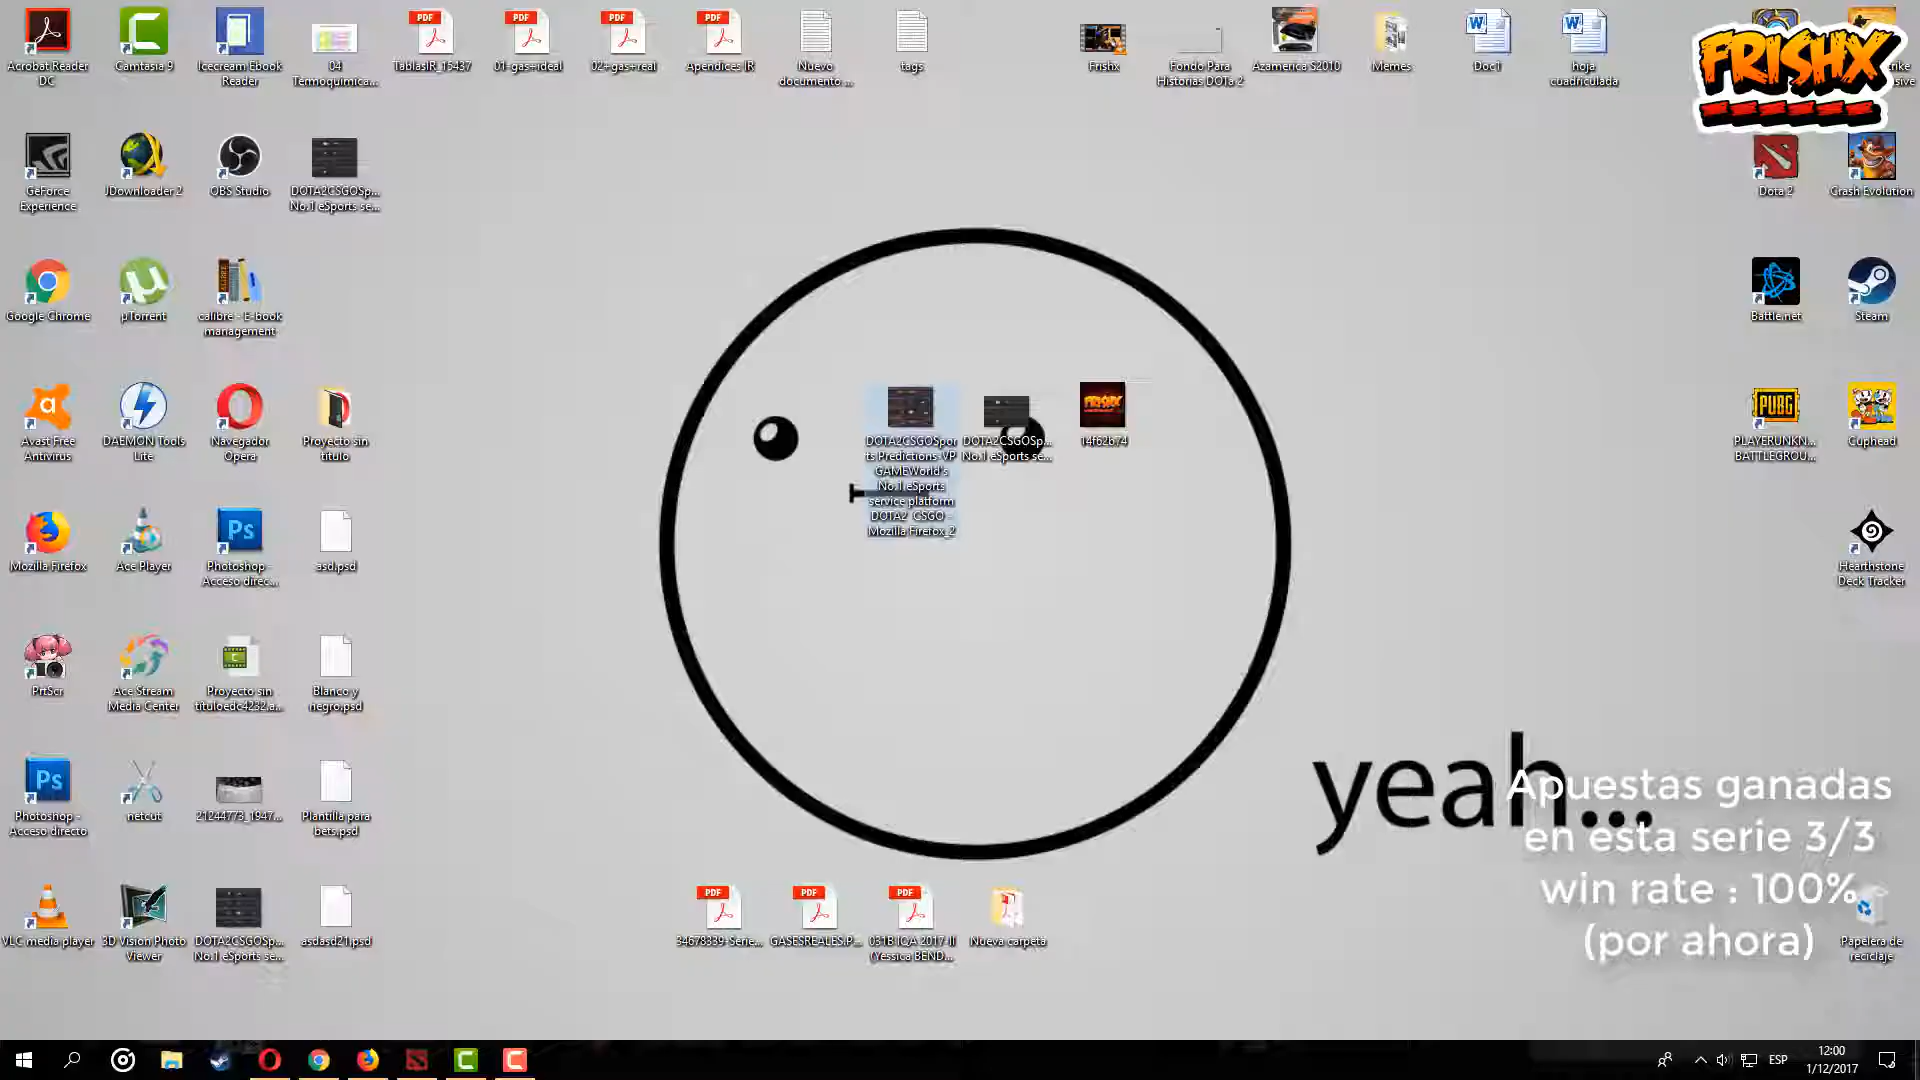 Acrobat Reader
DC
Camtasia 9
Icecream Ebook
Reader
04
Termoquimica...
TablasIR_15437
01-gas+ideal
02+gas+real
Apendices IR
Nuevo
documento ...
tags
Frishx
Fondo Para
Historias DOTa 2
Azamerica S2010
Memes
Doc1
hoja
cuadriculada
FRISHX
GeForce
Experience
JDownloader 2
OBS Studio
DOTA2CSGOSp...
No.1 eSports se...
Dota 2
Crash Evolution
Google Chrome
µTorrent
calibre - E-book
management
Battle.net
Steam
Avast Free
Antivirus
DAEMON Tools
Lite
Navegador
Opera
Proyecto sin
titulo
DOTA2CSGOSpor
ts Predictions-VP
GAMEWorld's
No.1 eSports
service platform
DOTA2 CSGO -
Mozilla Firefox_2
DOTA2CSGOSp...
No.1 eSports se...
14f62b74
PLAYERUNKN...
BATTLEGROU...
Cuphead
Mozilla Firefox
Ace Player
Photoshop -
Acceso direc...
asd.psd
Hearthstone
Deck Tracker
PrtScr
Ace Stream
Media Center
Proyecto sin
tituloedc4232.a...
Blanco y
negro.psd
Photoshop -
Acceso directo
netcut
21244773_1947...
Plantilla para
bets.psd
yeah...
Apuestas ganadas
en esta serie 3/3
win rate : 100%
(por ahora)
VLC media player
3D Vision Photo
Viewer
DOTA2CSGOSp...
No.1 eSports se...
asdasd21.psd
34678339-Serie...
GASESREALES.P...
031B IQA 2017-II
(Yessica BEND...
Nueva carpeta
Papelera de
reciclaje
ESP
12:00
1/12/2017